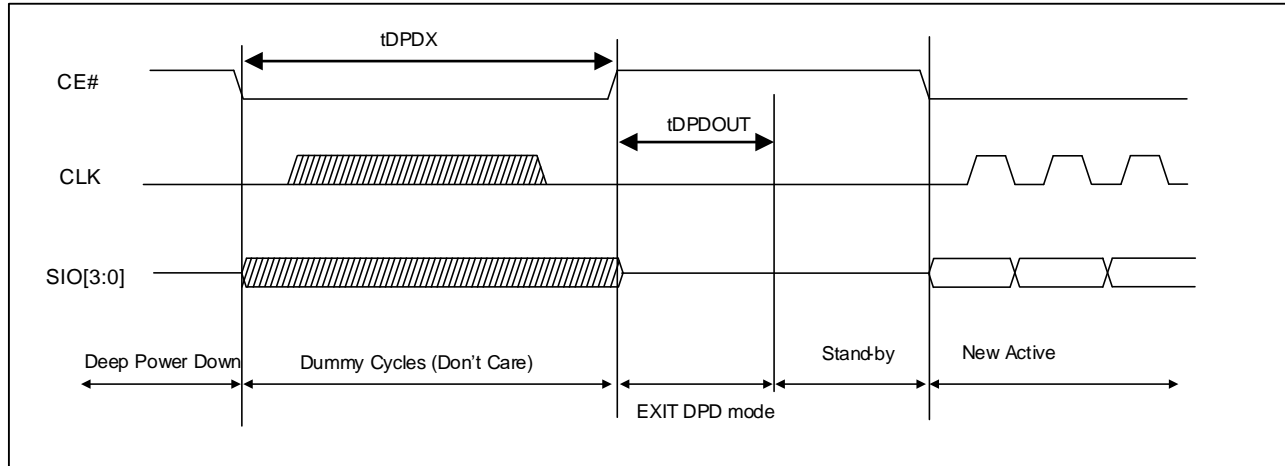 tDPDX
CE#
tDPDOUT
CLK
SIO[3:0]
Deep Power Down
Dummy Cycles (Don't Care)
Stand-by
New Active
EXIT DPD mode